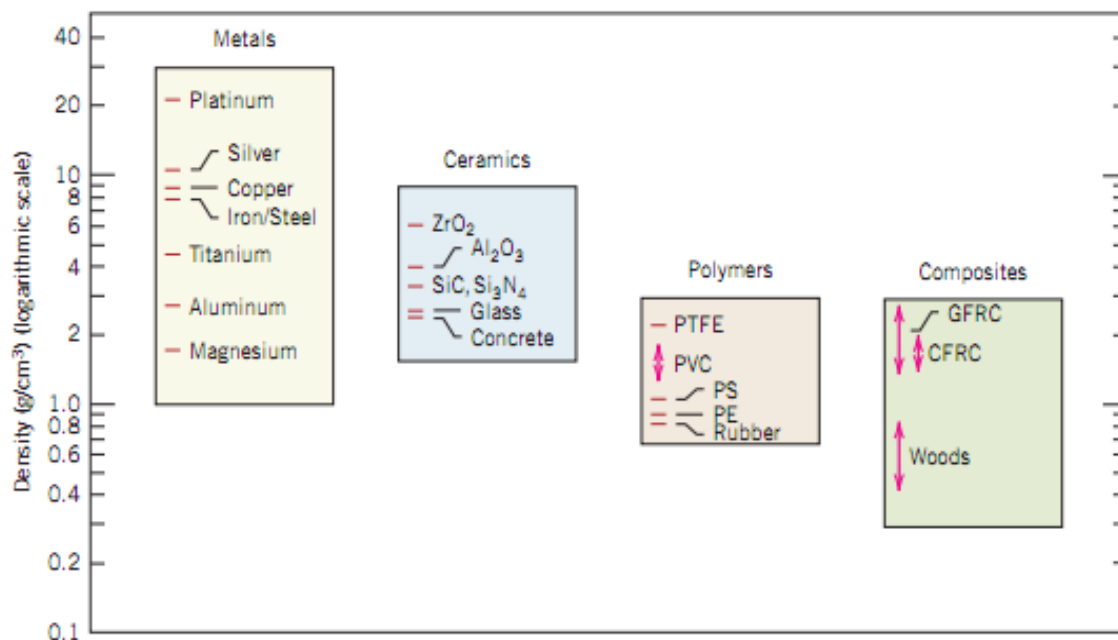 Density (g/cm³) (logarithmic scale)
40
20
10
8
6
4
2
1.0
0.8
0.6
0.4
0.2
0.1
Metals
Platinum
Silver
Copper
Iron/Steel
Titanium
Aluminum
Magnesium
Ceramics
ZrO₂
Al₂O₃
SiC, Si₃N₄
Glass
Concrete
Polymers
PTFE
PVC
PS
PE
Rubber
Composites
GFRC
CFRC
Woods